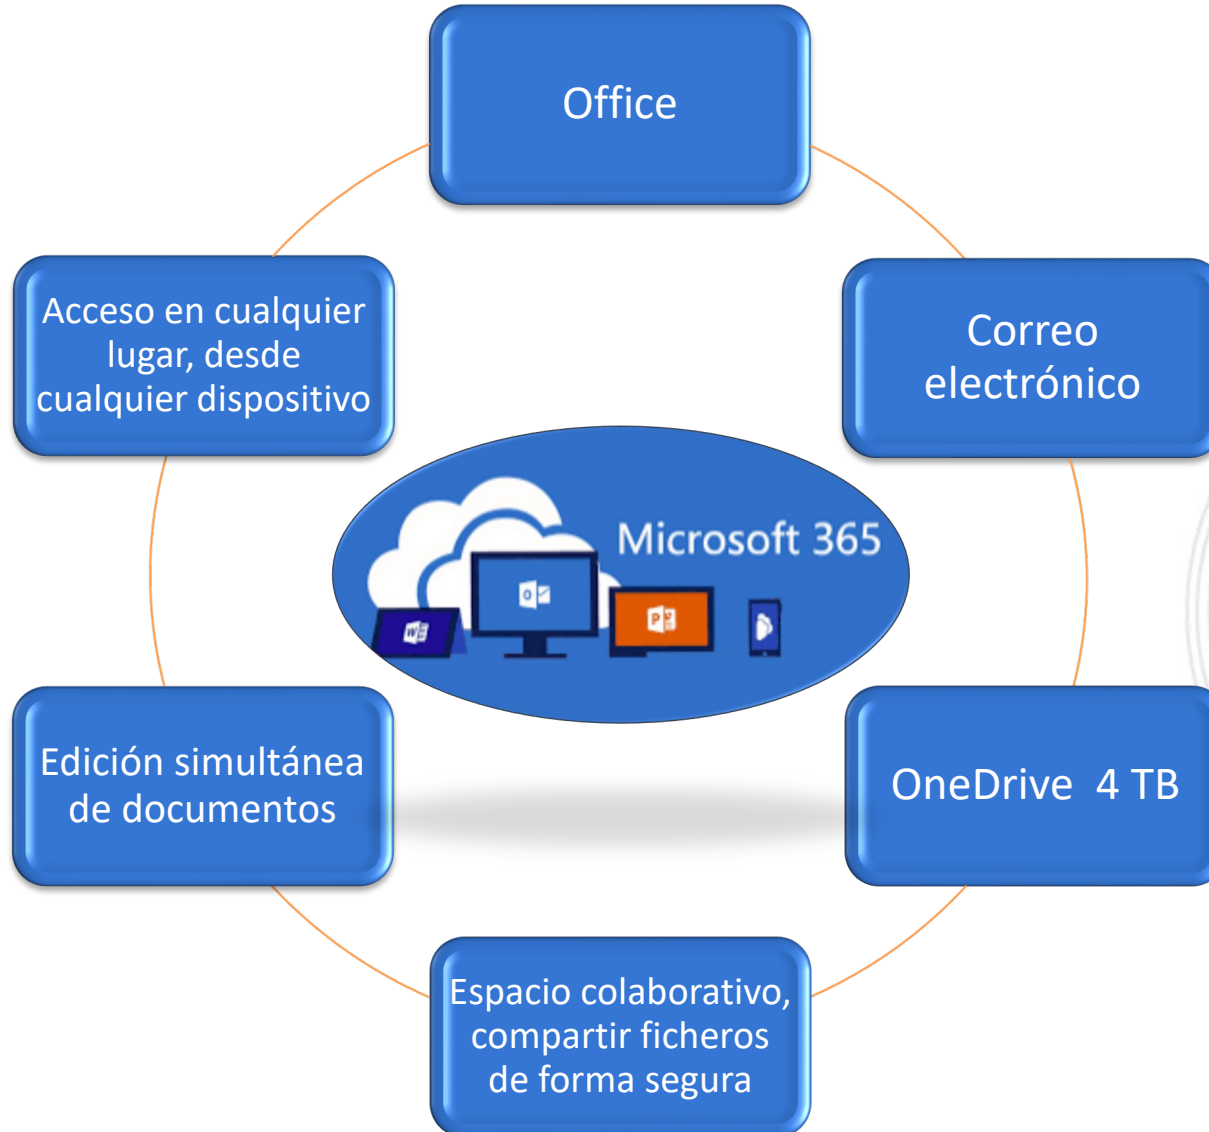 Office
Acceso en cualquier
lugar, desde
cualquier dispositivo
Correo
electrónico
Microsoft 365
W
O
P
Edición simultánea
de documentos
OneDrive  4 TB
Espacio colaborativo,
compartir ficheros
de forma segura